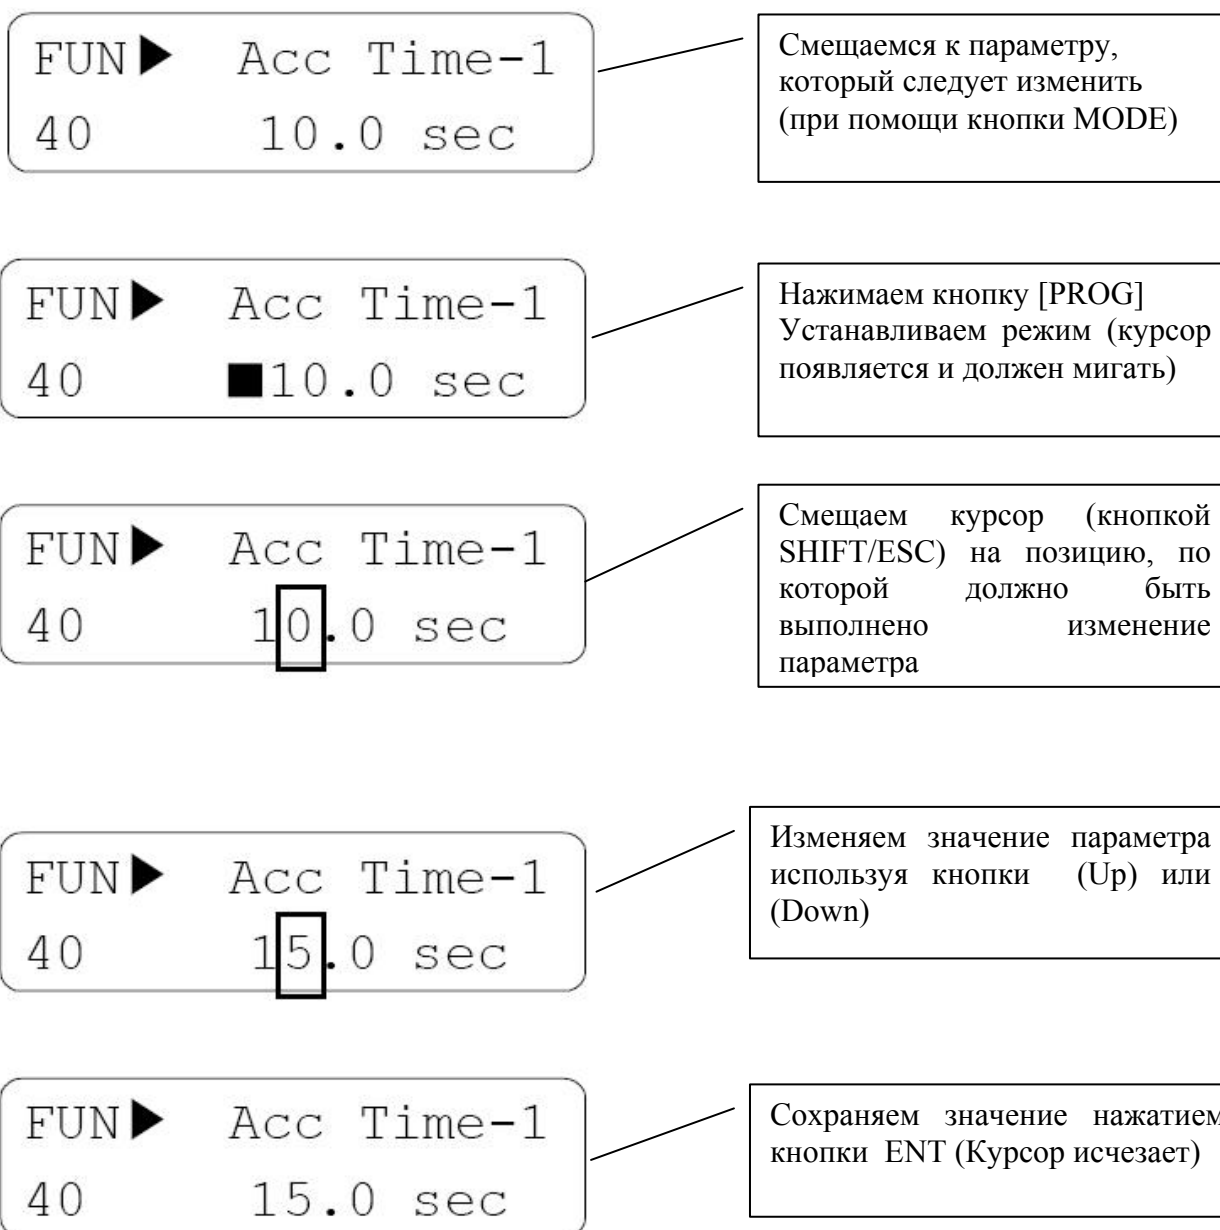 FUN▶ Acc Time-1
40 10.0 sec
Смещаемся к параметру,
который следует изменить
(при помощи кнопки MODE)
FUN▶ Acc Time-1
40 ■10.0 sec
Нажимаем кнопку [PROG]
Устанавливаем режим (курсор
появляется и должен мигать)
FUN▶ Acc Time-1
40 10.0 sec
Смещаем курсор (кнопкой
SHIFT/ESC) на позицию, по
которой должно быть
выполнено изменение
параметра
FUN▶ Acc Time-1
40 15.0 sec
Изменяем значение параметра
используя кнопки (Up) или
(Down)
FUN▶ Acc Time-1
40 15.0 sec
Сохраняем значение нажатием
кнопки ENT (Курсор исчезает)